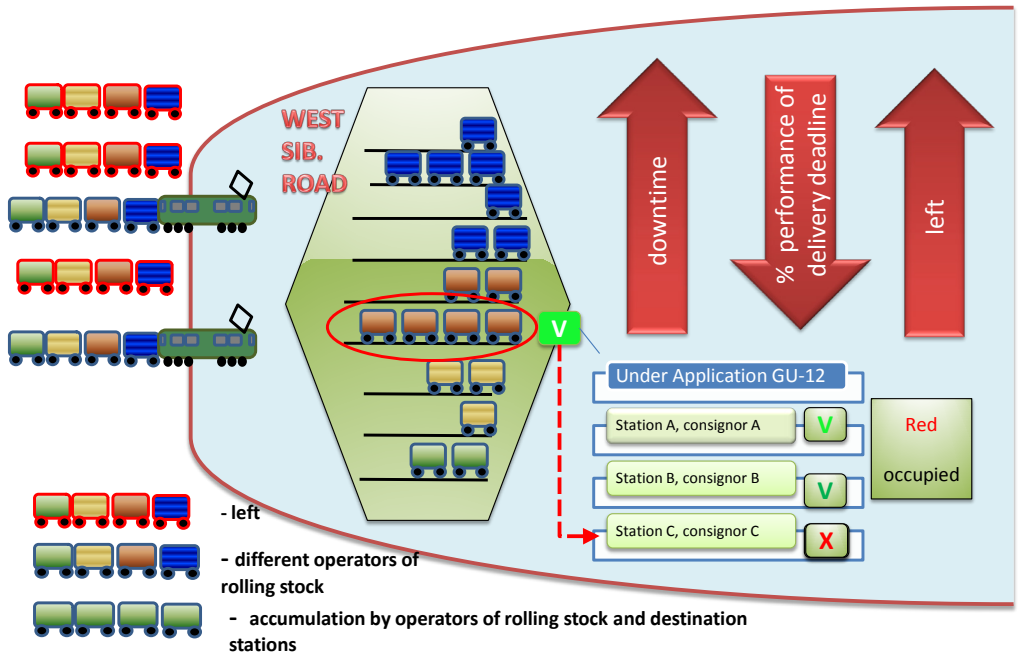 WEST
SIB.
ROAD
downtime
% performance of
delivery deadline
left
V
Under Application GU-12
Station A, consignor A
V
Station B, consignor B
V
Station C, consignor C
X
Red
occupied
- left
- different operators of
rolling stock
- accumulation by operators of rolling stock and destination
stations